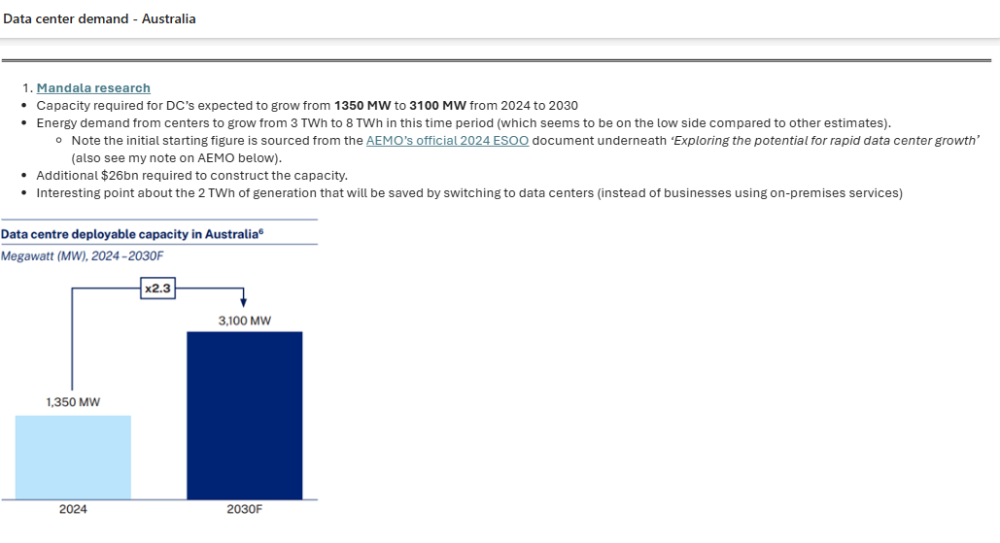 Data center demand - Australia
1. Mandala research
• Capacity required for DC's expected to grow from 1350 MW to 3100 MW from 2024 to 2030
• Energy demand from centers to grow from 3 TWh to 8 TWh in this time period (which seems to be on the low side compared to other estimates).
o Note the initial starting figure is sourced from the AEMO's official 2024 ESOO document underneath 'Exploring the potential for rapid data center growth'
(also see my note on AEMO below).
• Additional $26bn required to construct the capacity.
• Interesting point about the 2 TWh of generation that will be saved by switching to data centers (instead of businesses using on-premises services)
Data centre deployable capacity in Australia⁶
Megawatt (MW), 2024–2030F
x2.3
3,100 MW
1,350 MW
2024
2030F